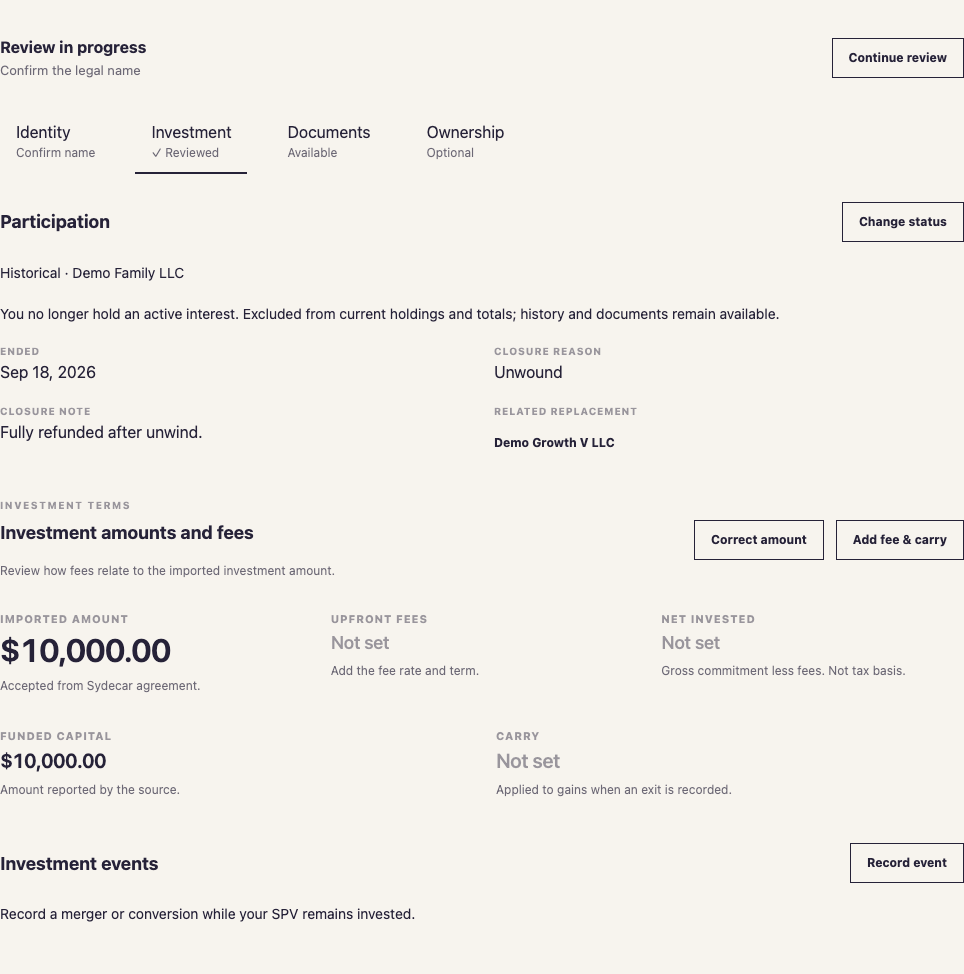 Review in progress
Confirm the legal name
Continue review
Identity
Confirm name
Investment
✓ Reviewed
Documents
Available
Ownership
Optional
Participation
Change status
Historical · Demo Family LLC
You no longer hold an active interest. Excluded from current holdings and totals; history and documents remain available.
ENDED
Sep 18, 2026
CLOSURE REASON
Unwound
CLOSURE NOTE
Fully refunded after unwind.
RELATED REPLACEMENT
Demo Growth V LLC
INVESTMENT TERMS
Investment amounts and fees
Correct amount
Add fee & carry
Review how fees relate to the imported investment amount.
IMPORTED AMOUNT
$10,000.00
Accepted from Sydecar agreement.
UPFRONT FEES
Not set
Add the fee rate and term.
NET INVESTED
Not set
Gross commitment less fees. Not tax basis.
FUNDED CAPITAL
$10,000.00
Amount reported by the source.
CARRY
Not set
Applied to gains when an exit is recorded.
Investment events
Record event
Record a merger or conversion while your SPV remains invested.